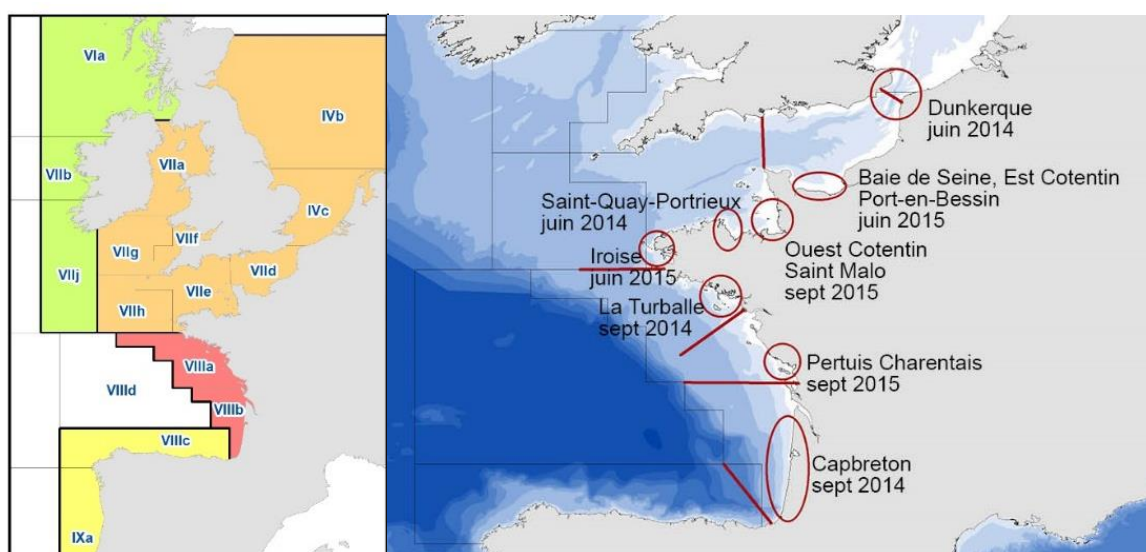 VIa
IVb
VIIa
VIIb
IVc
VIIf
VIIg
VIId
VIIj
VIIe
VIIh
VIIIa
VIIId
VIIIb
VIIIc
IXa
Dunkerque
juin 2014
Baie de Seine, Est Cotentin
Port-en-Bessin
juin 2015
Saint-Quay-Portrieux
juin 2014
Ouest Cotentin
Saint Malo
sept 2015
Iroise
juin 2015
La Turballe
sept 2014
Pertuis Charentais
sept 2015
Capbreton
sept 2014